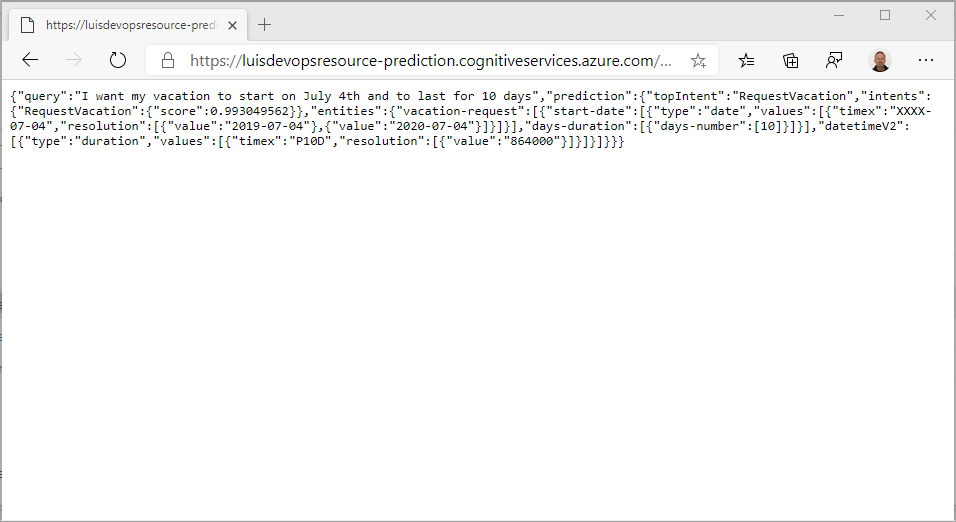 https://luisdevopsresource-predi
https://luisdevopsresource-prediction.cognitiveservices.azure.com/...
{"query":"I want my vacation to start on July 4th and to last for 10 days","prediction":{"topIntent":"RequestVacation","intents":
{"RequestVacation":{"score":0.993049562}},"entities":{"vacation-request":[{"start-date":[{"type":"date","values":[{"timex":"XXXX-
07-04","resolution":[{"value":"2019-07-04"},{"value":"2020-07-04"}]}]}],"days-duration":[{"days-number":[10]}]}],"datetimeV2":
[{"type":"duration","values":[{"timex":"P10D","resolution":[{"value":"864000"}]}]}]}}}